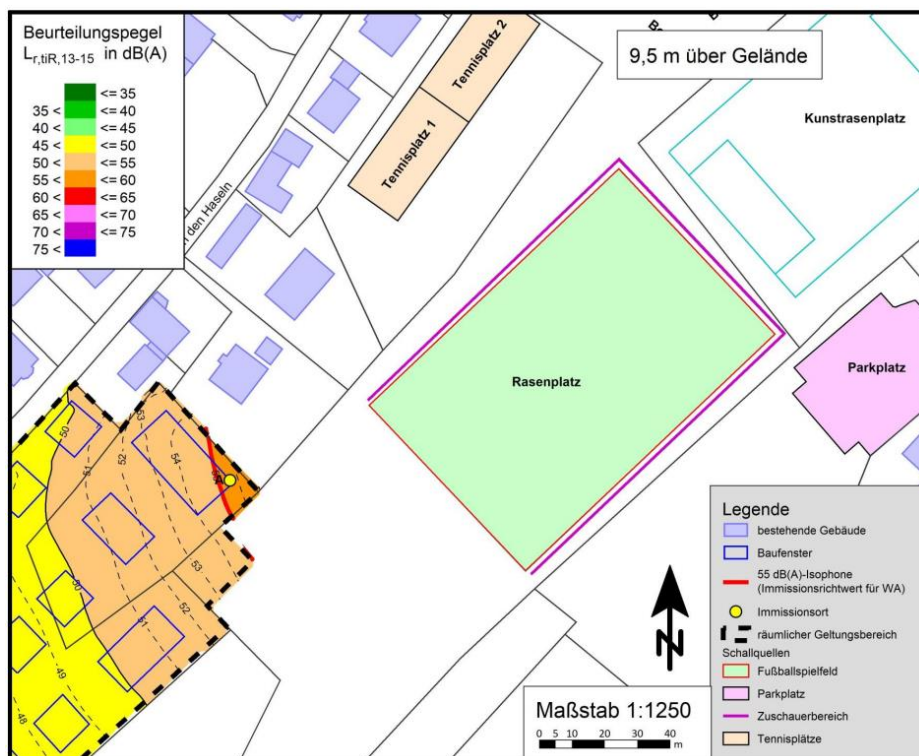 Beurteilungspegel
L r,tiR,13-15 in dB(A)
<= 35
35 < <= 40
40 < <= 45
45 < <= 50
50 < <= 55
55 < <= 60
60 < <= 65
65 < <= 70
70 < <= 75
75 <
9,5 m über Gelände
Tennisplatz 2
Tennisplatz 1
Kunstrasenplatz
den Haseln
Rasenplatz
Parkplatz
A
50
51
52
53
54
50
53
52
51
49
48
Legende
bestehende Gebäude
Baufenster
55 dB(A)-Isophone
(Immissionsrichtwert für WA)
Immissionsort
räumlicher Geltungsbereich
Schallquellen
Fußballspielfeld
Parkplatz
Zuschauerbereich
Tennisplätze
N
Maßstab 1:1250
0 5 10 20 30 40
m